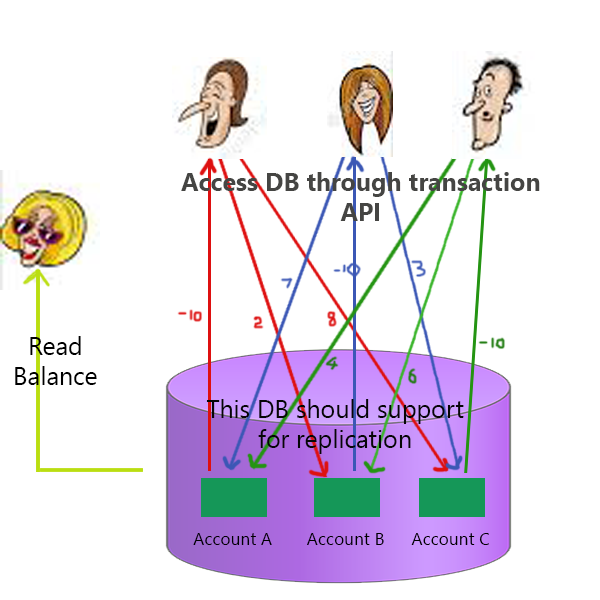 Access DB through transaction
API
7
-10
3
-10
2
8
4
6
-10
Read
Balance
This DB should support
for replication
Account A
Account B
Account C